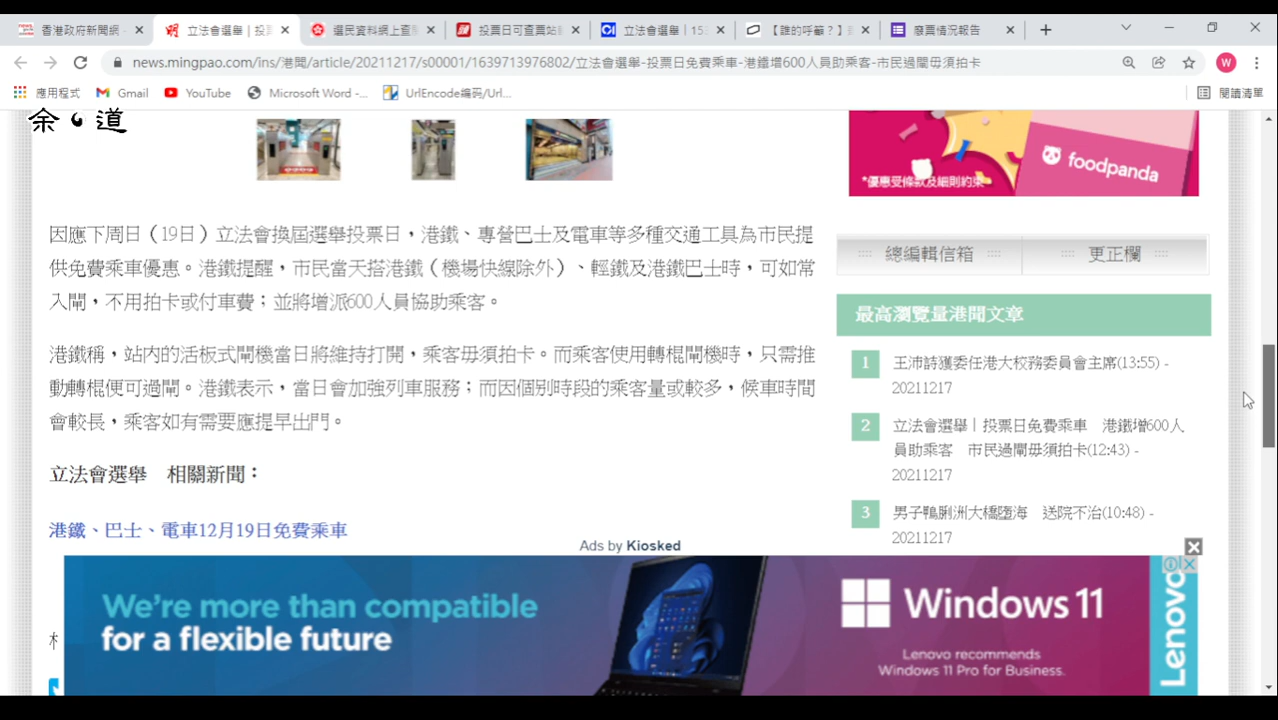 香港政府新聞網 -
立法會選舉 | 投票
選民資料網上查
投票日可查票站
立法會選舉 | 15
【誰的呼籲？】
廢票情況報告
news.mingpao.com/ins/港聞/article/20211217/s00001/1639713976802/立法會選舉-投票日免費乘車-港鐵增600人員助乘客-市民過閘毋須拍卡
W
應用程式
Gmail
YouTube
Microsoft Word -...
UrlEncode编码/Url...
閱讀清單
余 道
*優惠受條款及細則約束
foodpanda
因應下周日（19日）立法會換屆選舉投票日，港鐵、專營巴士及電車等多種交通工具為市民提
供免費乘車優惠。港鐵提醒，市民當天搭港鐵（機場快線除外）、輕鐵及港鐵巴士時，可如常
入閘，不用拍卡或付車費；並將增派600人員協助乘客。
港鐵稱，站內的活板式閘機當日將維持打開，乘客毋須拍卡。而乘客使用轉棍閘機時，只需推
動轉棍便可過閘。港鐵表示，當日會加強列車服務；而因個別時段的乘客量或較多，候車時間
會較長，乘客如有需要應提早出門。
立法會選舉　相關新聞：
港鐵、巴士、電車12月19日免費乘車
總編輯信箱
更正欄
最高瀏覽量港聞文章
1 王沛詩獲委任港大校務委員會主席(13:55) -
20211217
2 立法會選舉︱投票日免費乘車　港鐵增600人
員助乘客　市民過閘毋須拍卡(12:43) -
20211217
3 男子鴨脷洲大橋墮海　送院不治(10:48) -
20211217
Ads by Kiosked
We're more than compatible
for a flexible future
Windows 11
Lenovo recommends
Windows 11 Pro for Business.
Lenovo